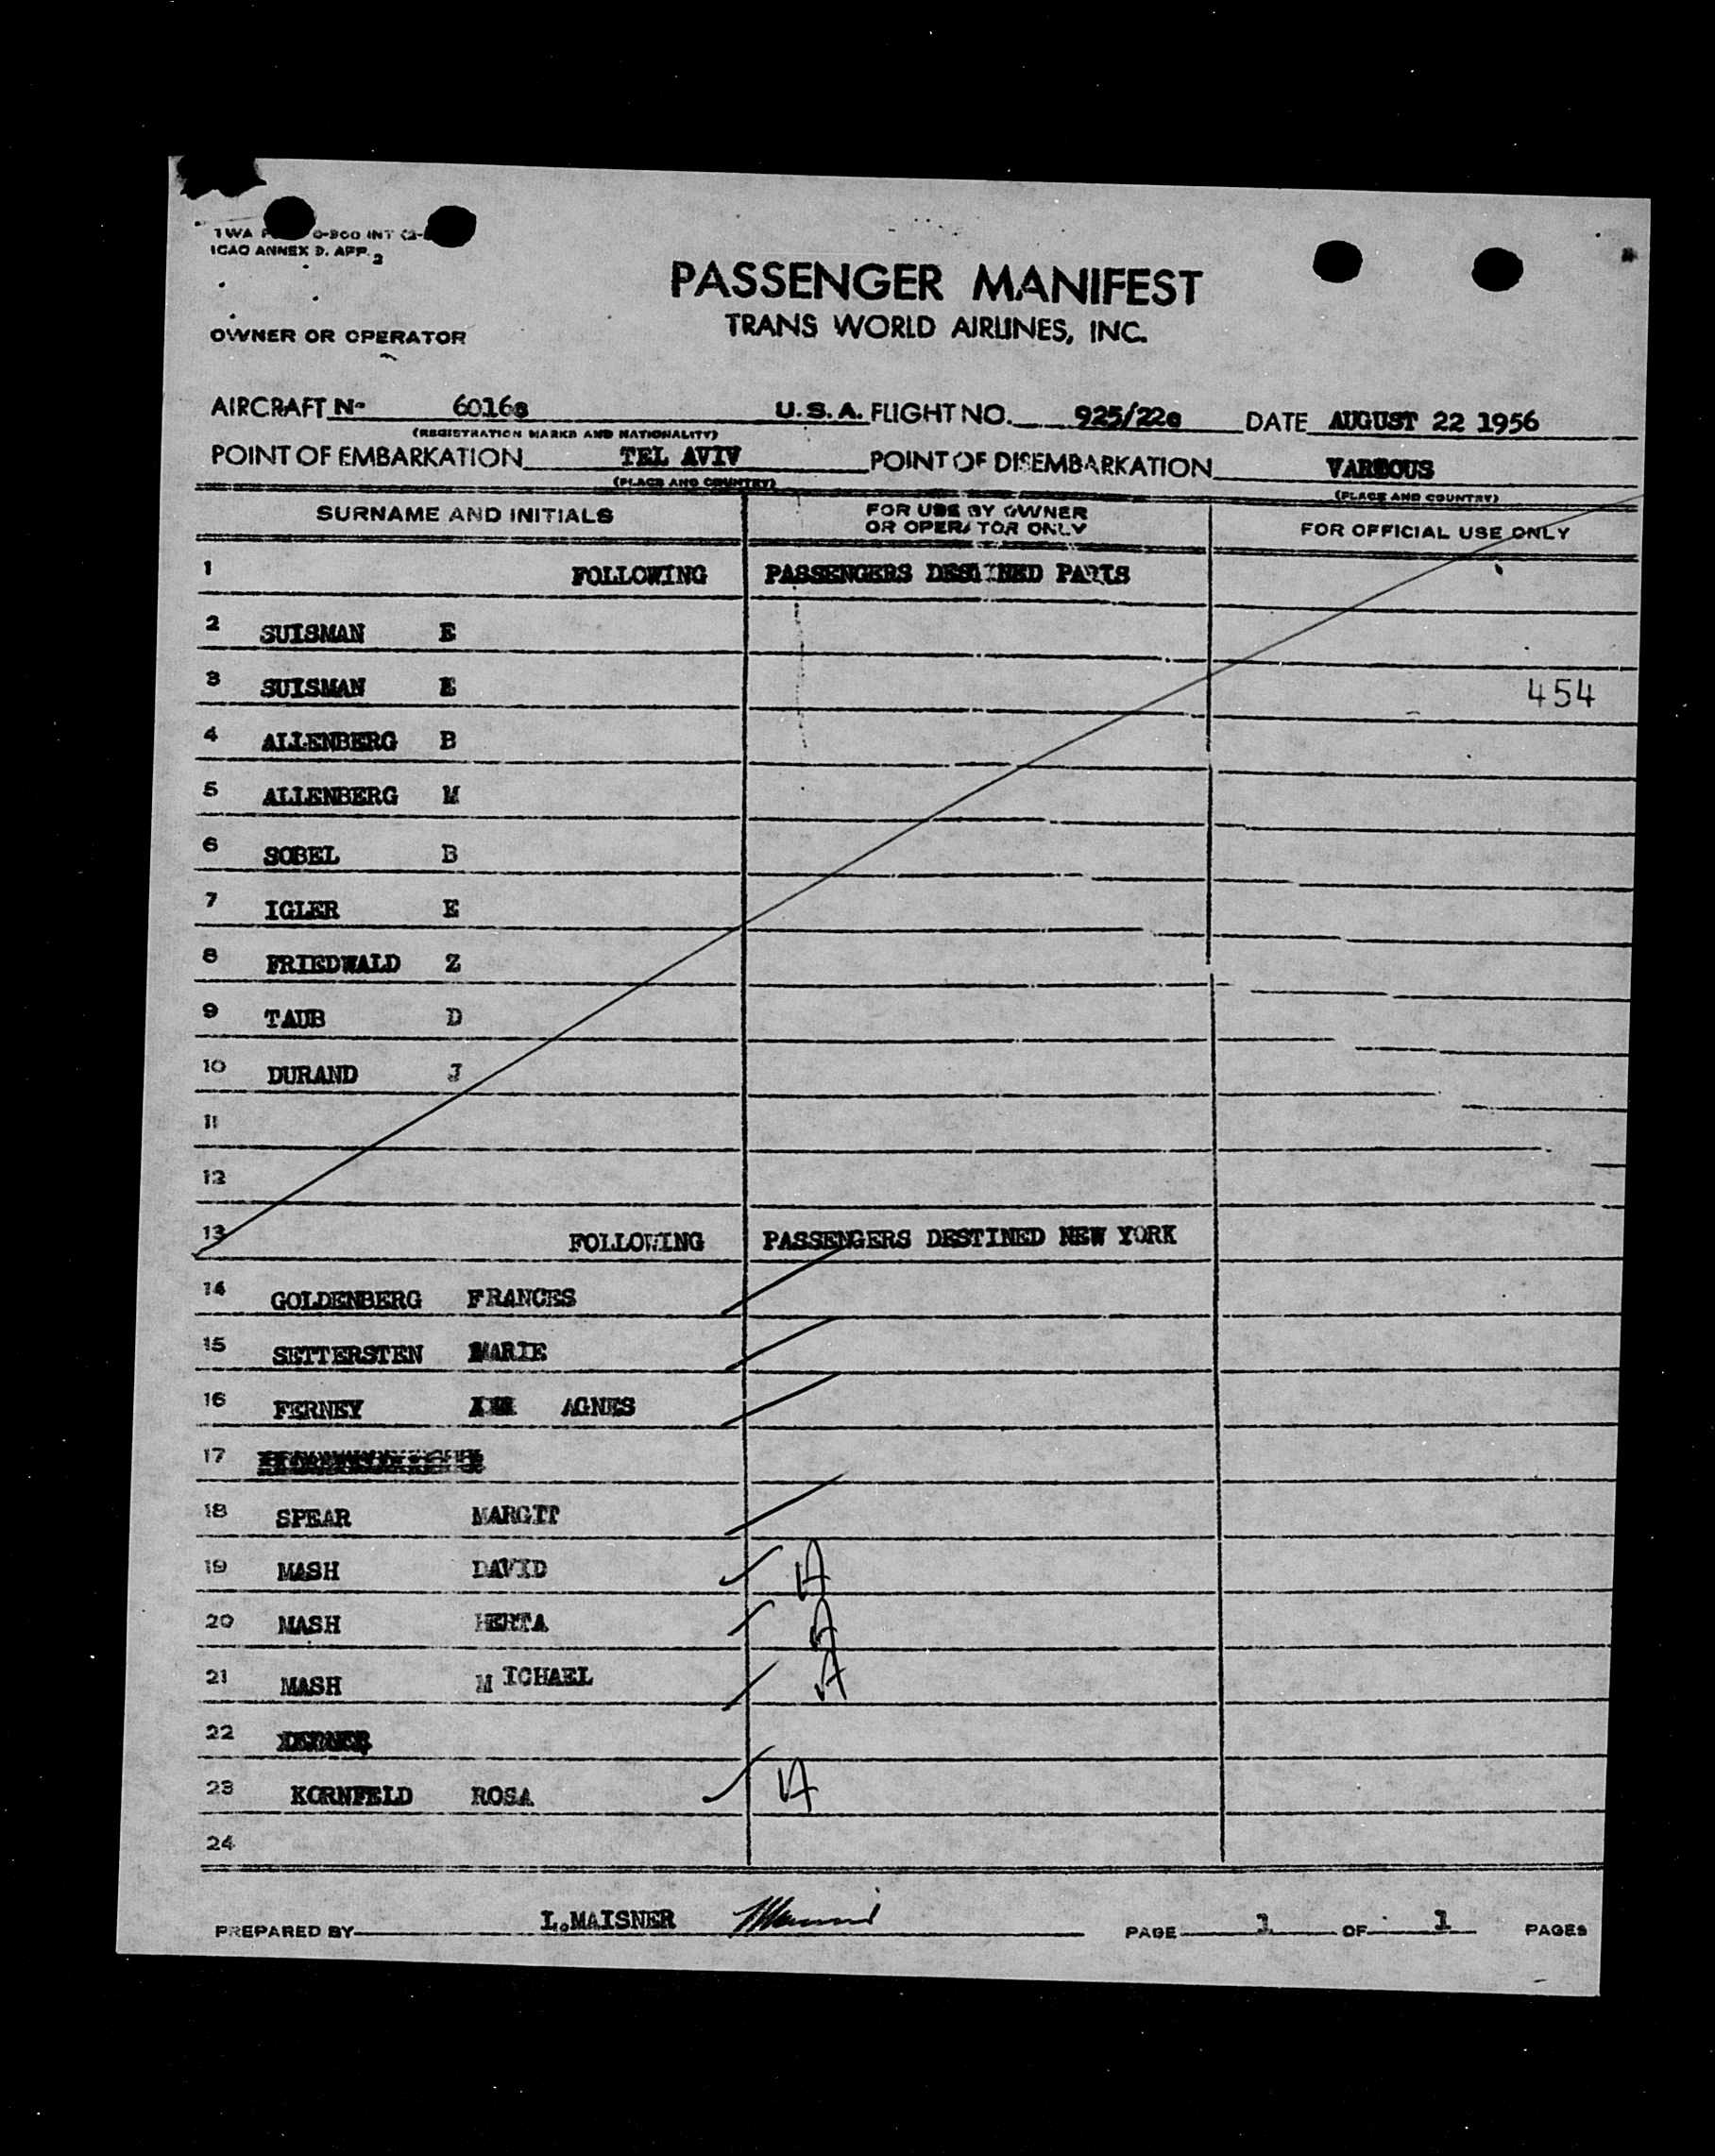 TWA 0-300 INT
ICAO ANNEX 9. APP. 2
PASSENGER MANIFEST
TRANS WORLD AIRLINES, INC.
OWNER OR OPERATOR
AIRCRAFT N- U.S.A. FLIGHT NO. DATE AUGUST 22 1956
(REGISTRATION MARKS AND NATIONALITY)
POINT OF EMBARKATION TEL AVIV POINT OF DISEMBARKATION VARIOUS
(PLACE AND COUNTRY) (PLACE AND COUNTRY)
SURNAME AND INITIALS FOR USE BY OWNER OR OPERATOR ONLY FOR OFFICIAL USE ONLY
1 FOLLOWING PASSENGERS DESTINED PARIS
2 SUISMAN E
3 SUISMAN E 454
4 ALLENBERG B
5 ALLENBERG M
6 SOBEL B
7 IGLER E
8 FRIEDWALD Z
9 TAUB D
10 DURAND J
11
12
13 FOLLOWING PASSENGERS DESTINED NEW YORK
14 GOLDENBERG FRANCES
15 SETTERSTEN MARIE
16 FERNEY AGNES
17
18 SPEAR MARGIT
19 MASH DAVID A
20 MASH HERTA A
21 MASH MICHAEL A
22
23 KORNFELD ROSA A
24
PREPARED BY L.MAISNER PAGE 1 OF 1 PAGES